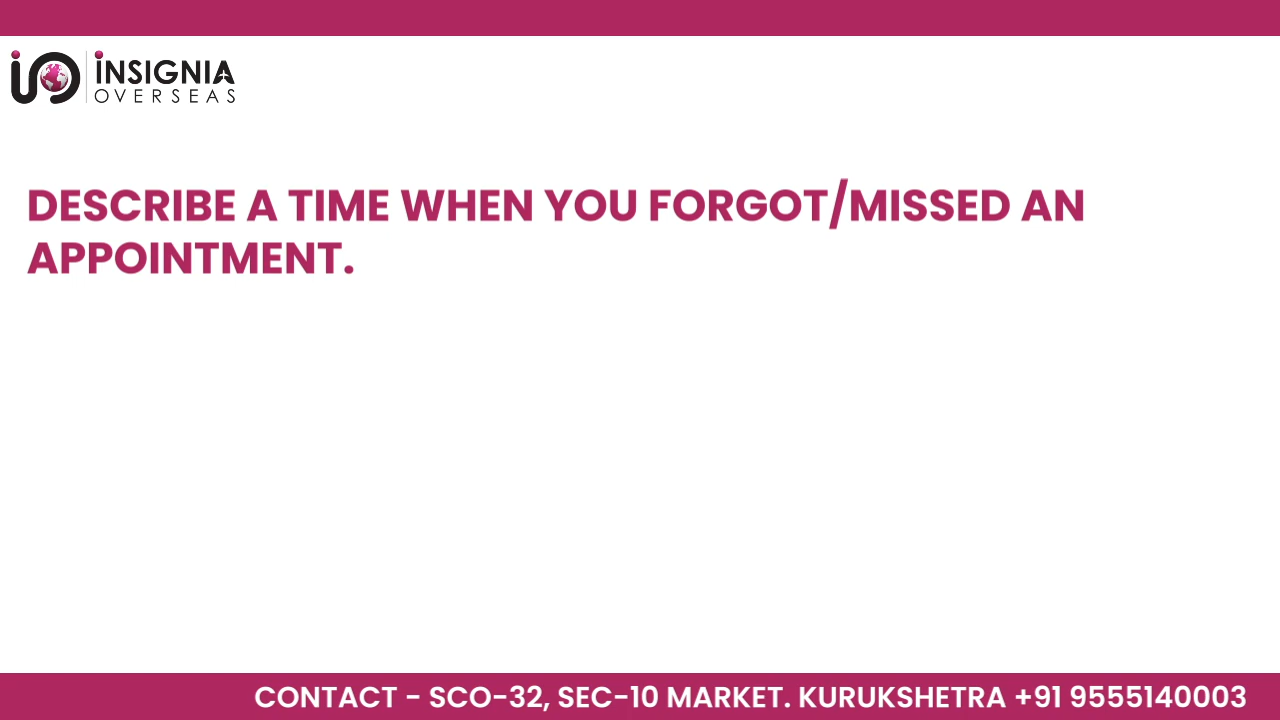 INSIGNIA
OVERSEAS
DESCRIBE A TIME WHEN YOU FORGOT/MISSED AN
APPOINTMENT.
CONTACT - SCO-32, SEC-10 MARKET. KURUKSHETRA +91 9555140003